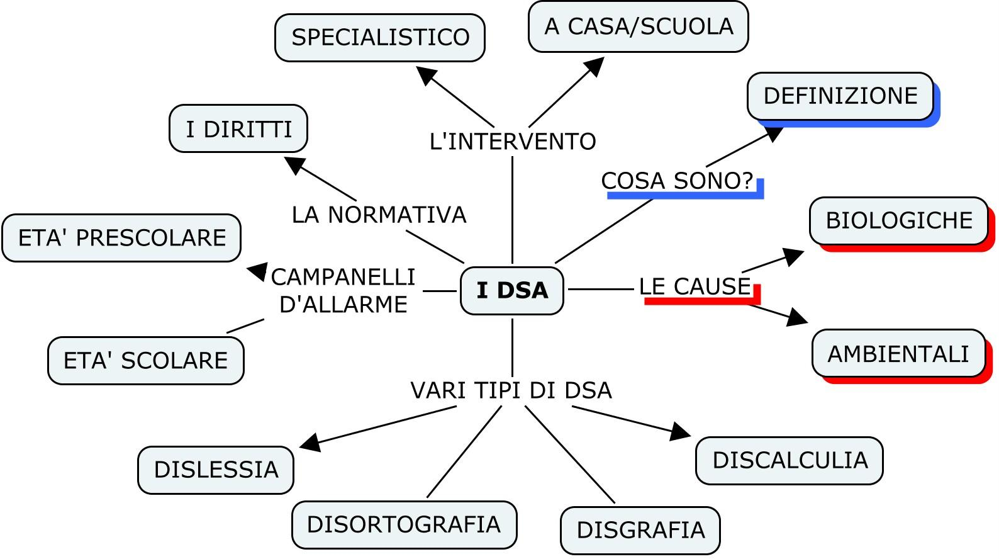 A CASA/SCUOLA
SPECIALISTICO
DEFINIZIONE
I DIRITTI
L'INTERVENTO
COSA SONO?
LA NORMATIVA
BIOLOGICHE
ETA' PRESCOLARE
CAMPANELLI
D'ALLARME
I DSA
LE CAUSE
ETA' SCOLARE
AMBIENTALI
VARI TIPI DI DSA
DISLESSIA
DISCALCULIA
DISORTOGRAFIA
DISGRAFIA